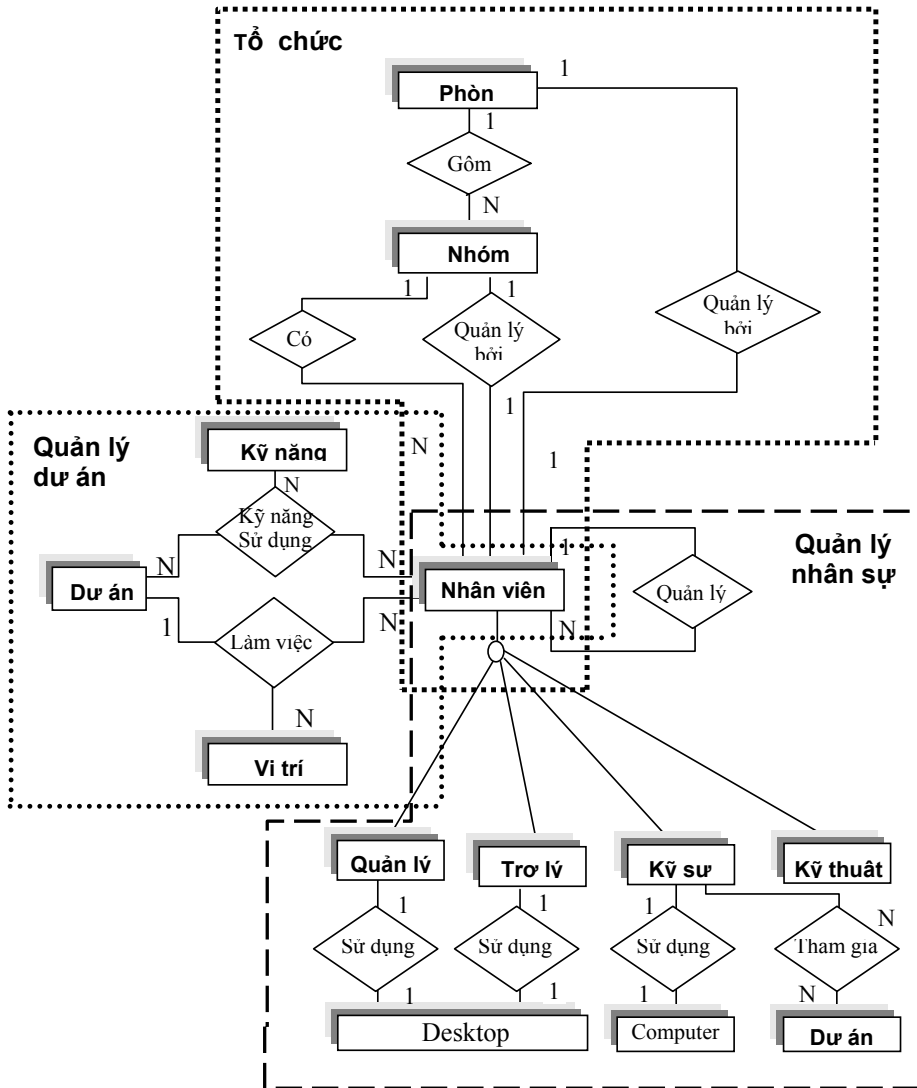 Tổ chức
1
Phòn
1
Gôm
N
Nhóm
1
1
Có
Quản lý
bởi
Quản lý
bởi
1
Quản lý
dư án
Kỹ năng
N
1
N
Kỹ năng
Sử dụng
N
N
1
Quản lý
nhân sự
Dư án
Nhân viên
Quản lý
1
N
N
Làm việc
N
Vi trí
Quản lý
Trơ lý
Kỹ sư
Kỹ thuât
1
1
1
N
Sử dụng
Sử dụng
Sử dụng
Tham gia
1
1
1
N
Desktop
Computer
Dư án